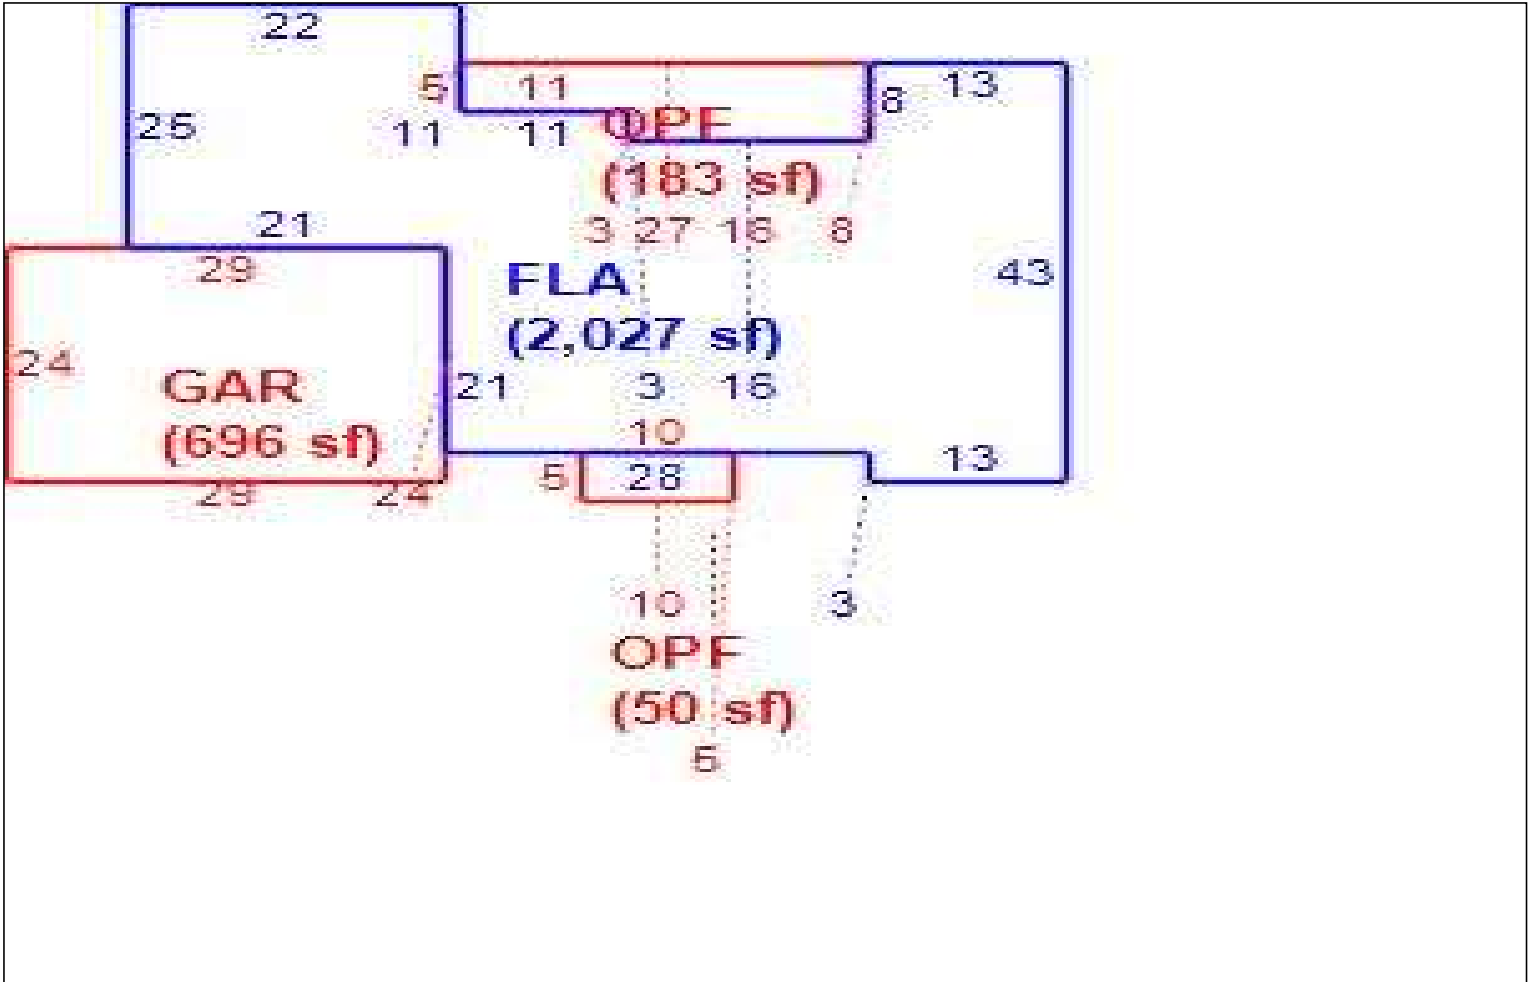 22
5 11 8 13
25 11 11 OPF
(183 sf)
21 3 27 16 8
29 FLA 43
(2,027 sf)
24 GAR 21 3 16
(696 sf) 10
5 28 13
29 24
10 3
OPF
(50 sf)
5